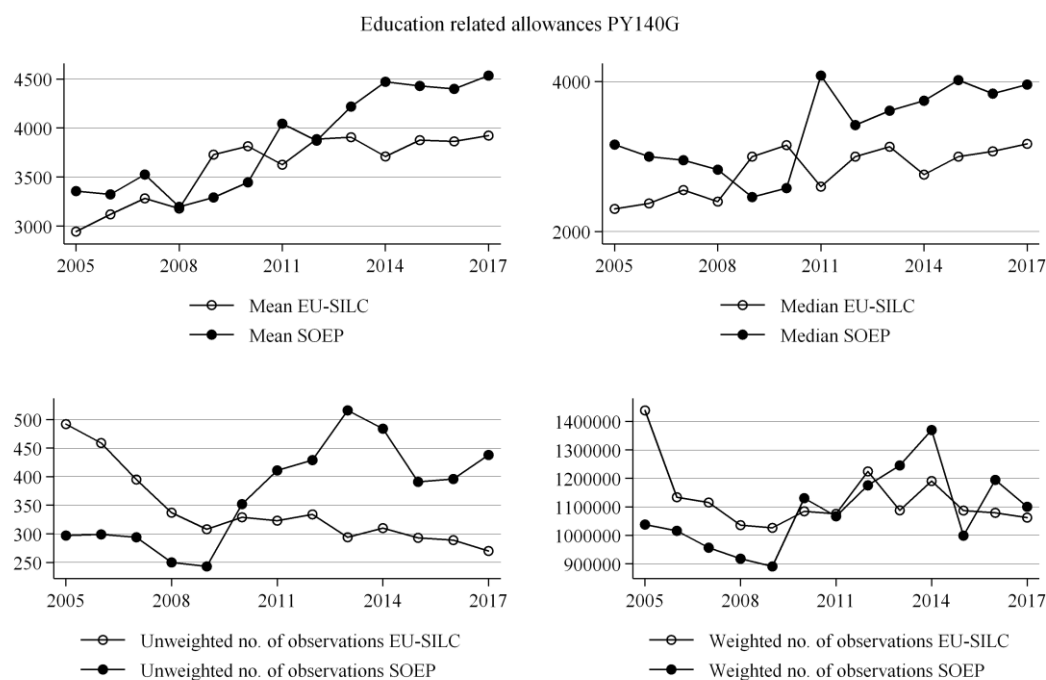 Education related allowances PY140G
4500
4000
3500
3000
2005 2008 2011 2014 2017
Mean EU-SILC
Mean SOEP
4000
2000
2005 2008 2011 2014 2017
Median EU-SILC
Median SOEP
500
450
400
350
300
250
2005 2008 2011 2014 2017
Unweighted no. of observations EU-SILC
Unweighted no. of observations SOEP
1400000
1300000
1200000
1100000
1000000
900000
2005 2008 2011 2014 2017
Weighted no. of observations EU-SILC
Weighted no. of observations SOEP